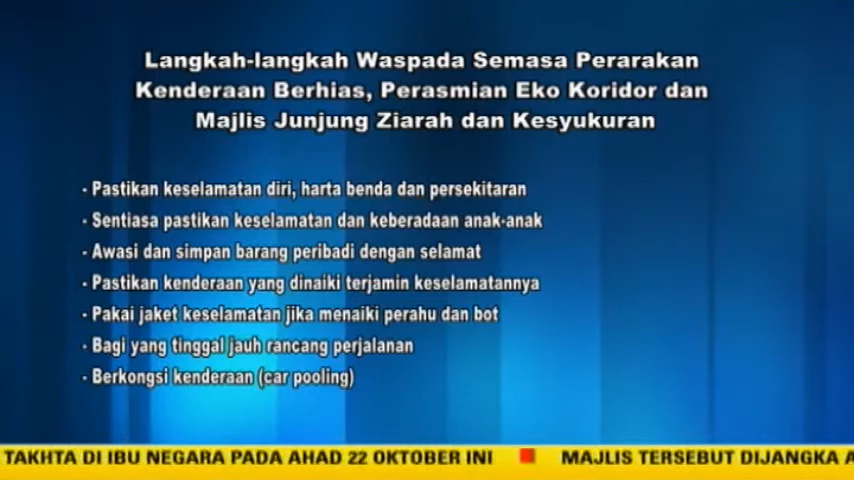 Langkah-langkah Waspada Semasa Perarakan
Kenderaan Berhias, Perasmian Eko Koridor dan
Majlis Junjung Ziarah dan Kesyukuran
- Pastikan keselamatan diri, harta benda dan persekitaran
- Sentiasa pastikan keselamatan dan keberadaan anak-anak
- Awasi dan simpan barang peribadi dengan selamat
- Pastikan kenderaan yang dinaiki terjamin keselamatannya
- Pakai jaket keselamatan jika menaiki perahu dan bot
- Bagi yang tinggal jauh rancang perjalanan
- Berkongsi kenderaan (car pooling)
TAKHTA DI IBU NEGARA PADA AHAD 22 OKTOBER INI MAJLIS TERSEBUT DIJANGKA A